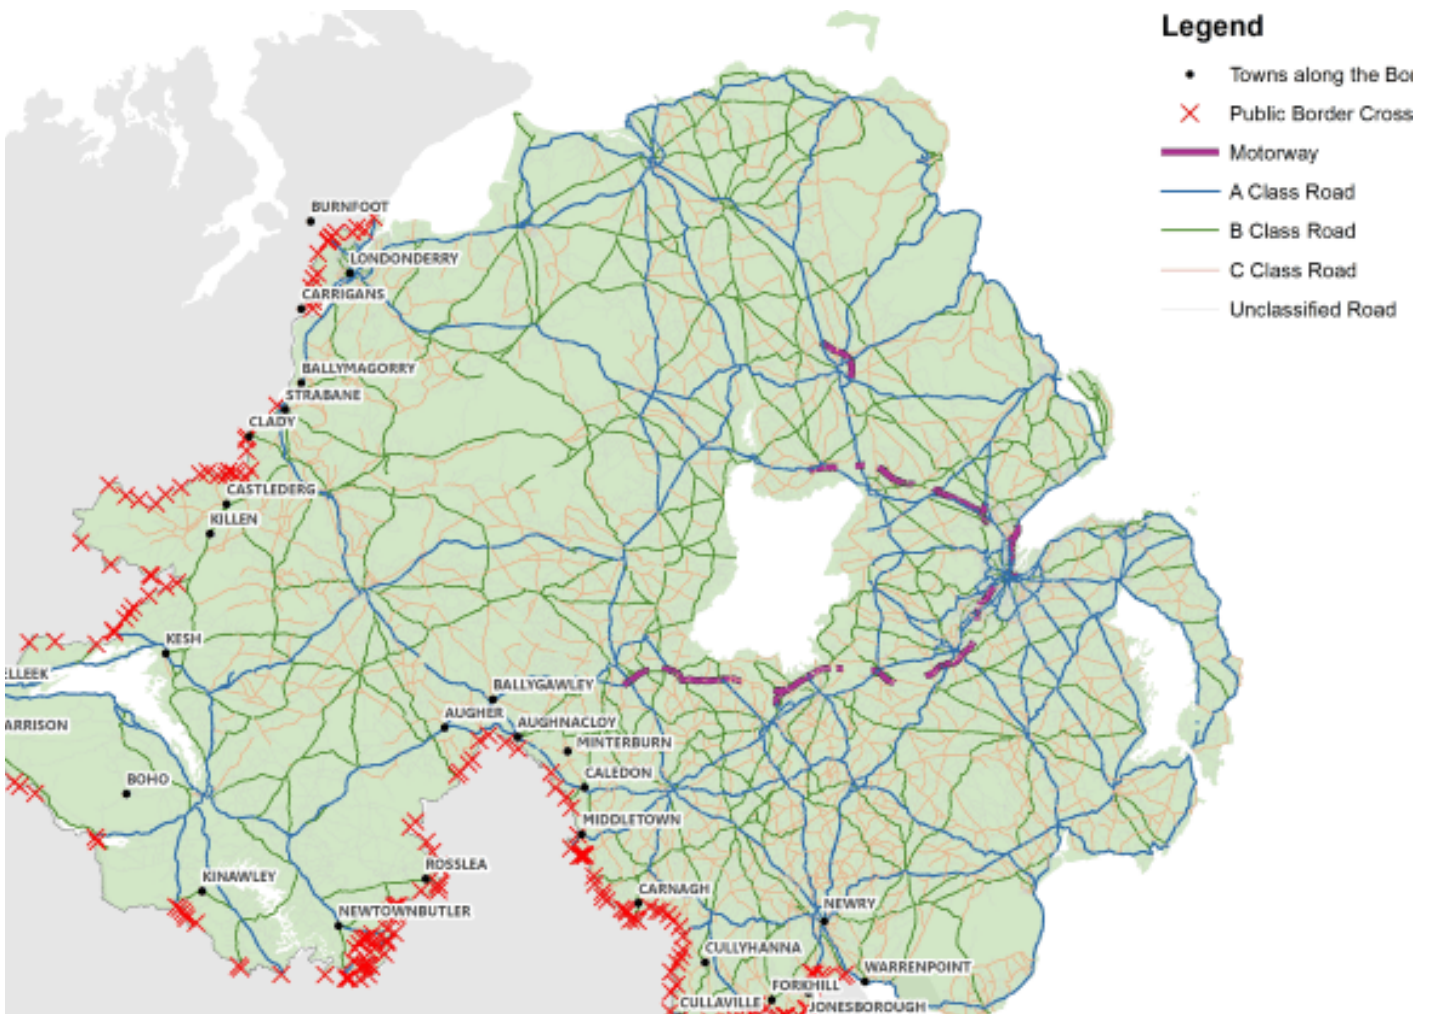 Legend
Towns along the Bor
Public Border Cross
Motorway
A Class Road
B Class Road
C Class Road
Unclassified Road
BURNFOOT
LONDONDERRY
CARRIGANS
BALLYMAGORRY
STRABANE
CLADY
CASTLEDERG
KILLEN
KESH
ELLEEK
BALLYGAWLEY
AUGHER
AUGHNACLOY
ARRISON
MINTERBURN
BOHO
CALEDON
MIDDLETOWN
ROSSLEA
KINAWLEY
CARNAGH
NEWRY
NEWTOWNBUTLER
CULLYHANNA
WARRENPOINT
FORKHILL
CULLAVILLE
JONESBOROUGH